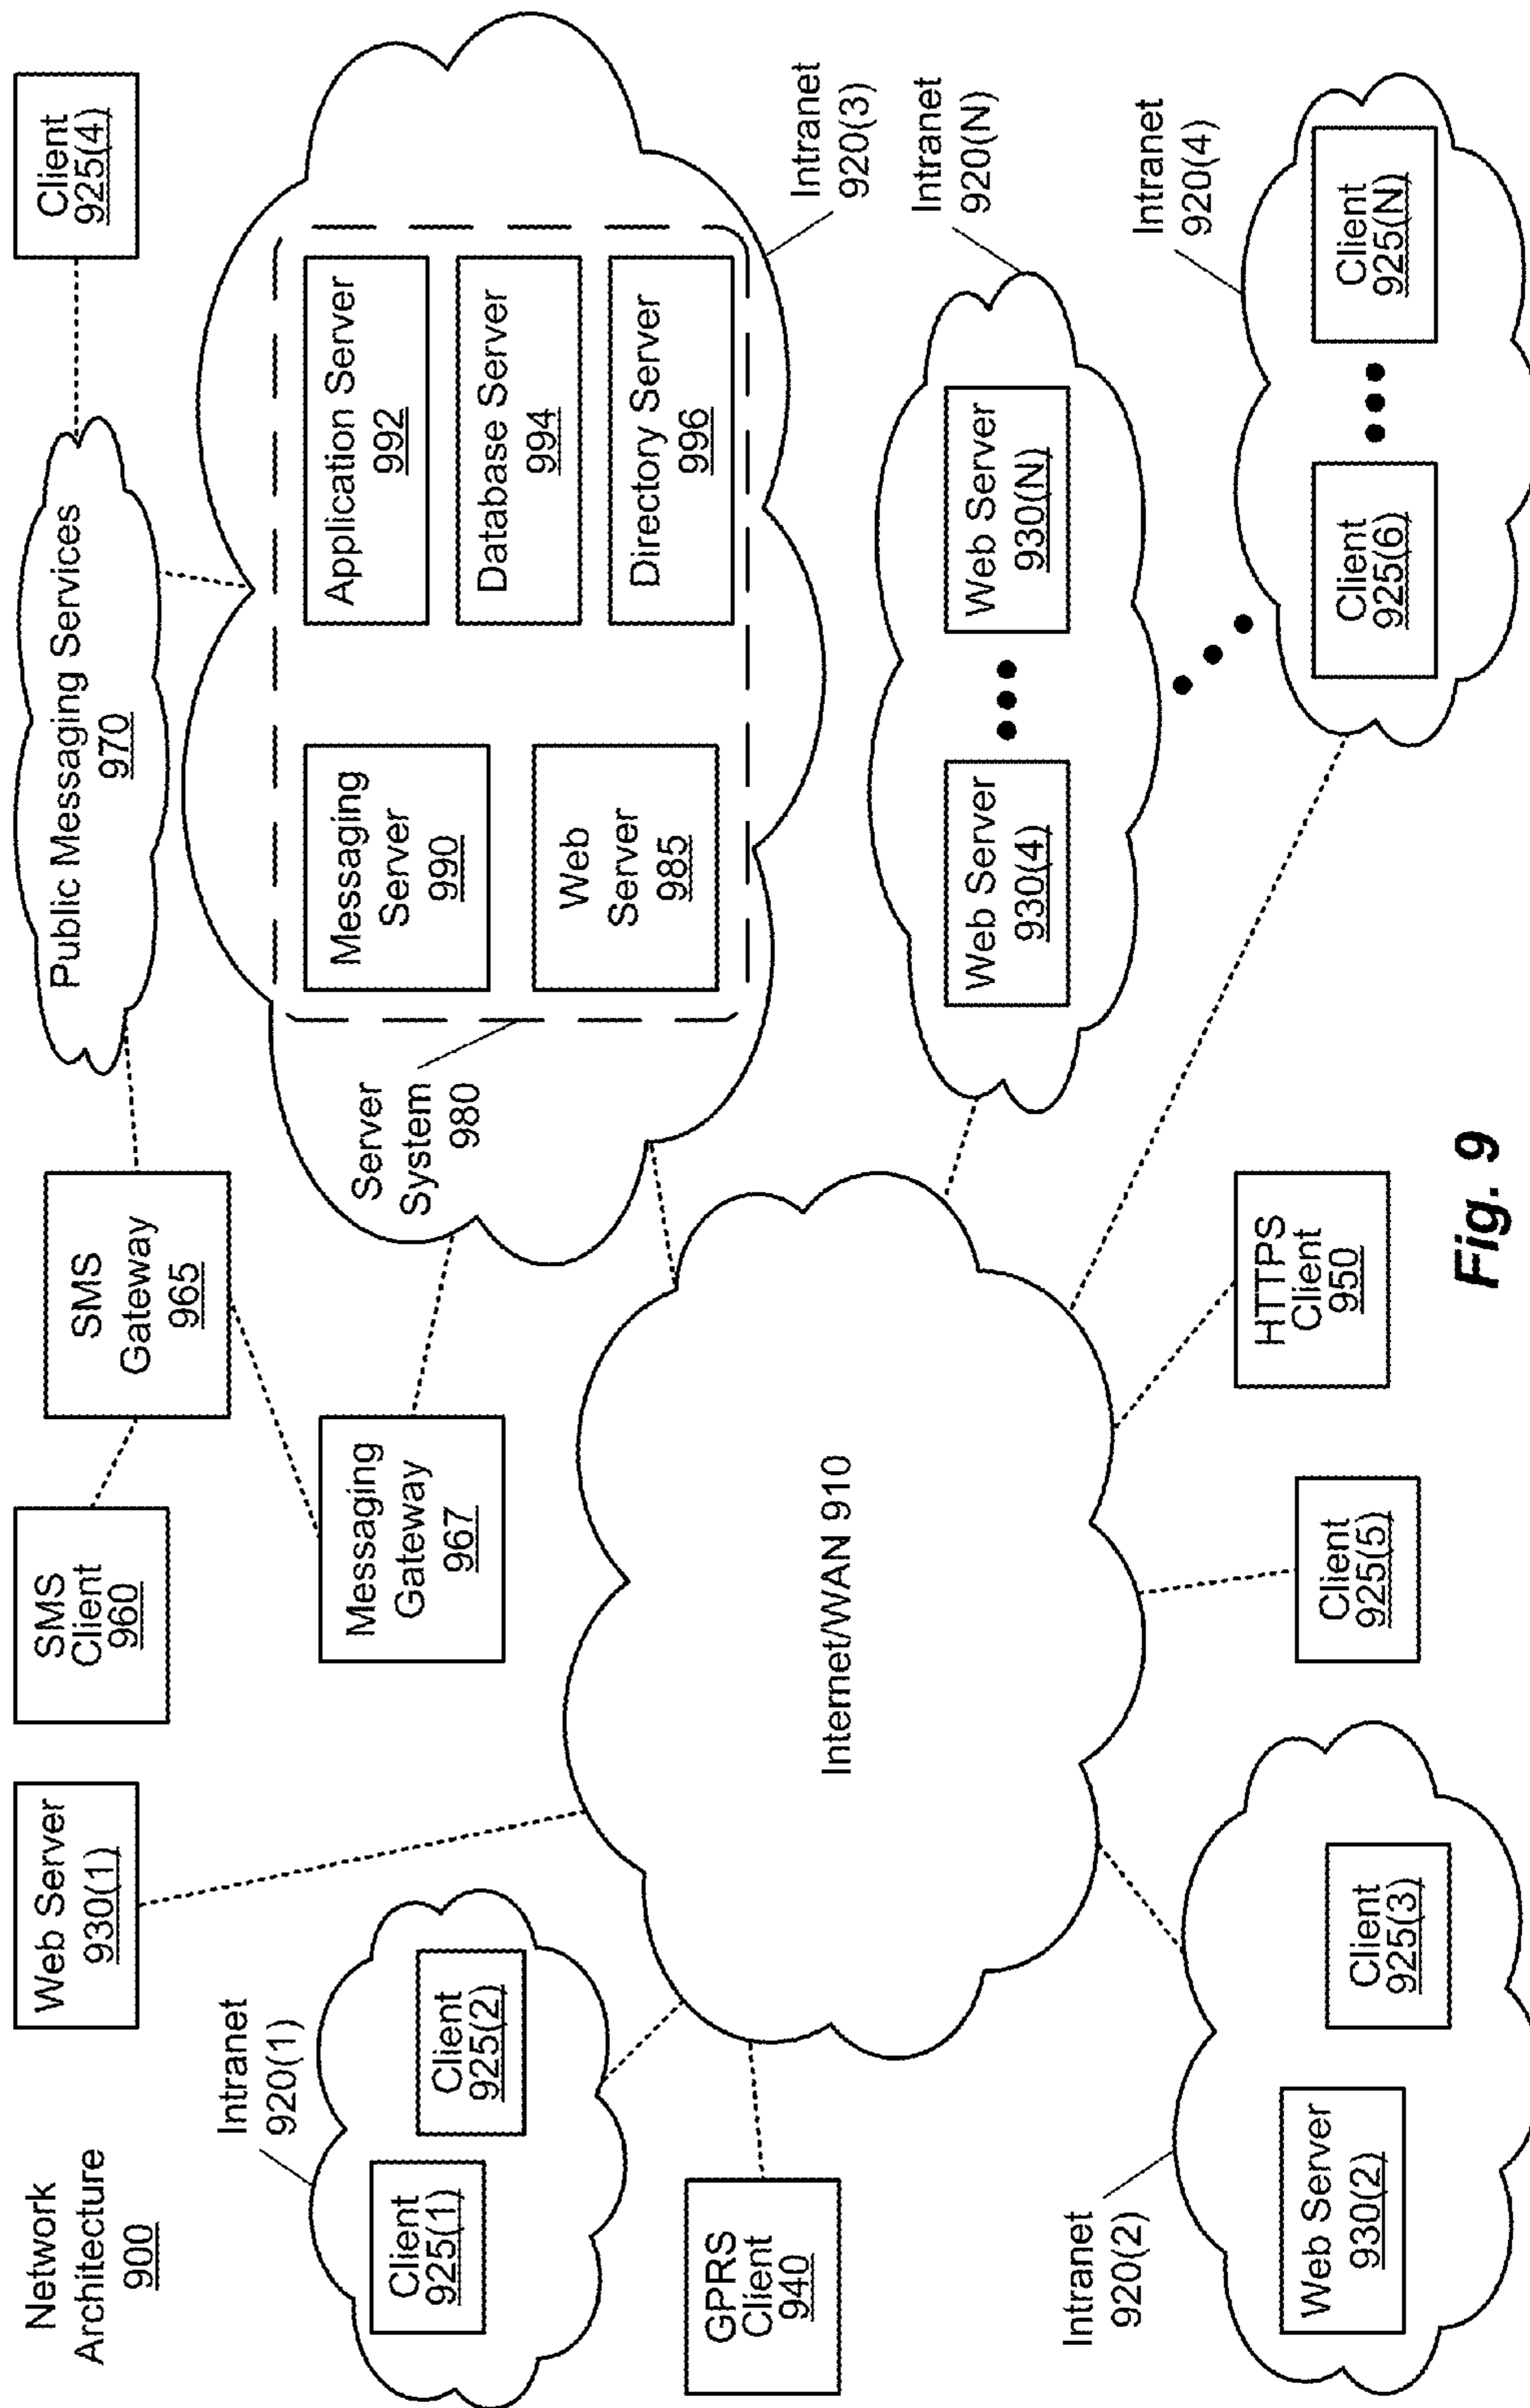 Network
Architecture
900
Web Server
930(1)
SMS
Client
960
SMS
Gateway
965
Public Messaging Services
970
Client
925(4)
Intranet
920(1)
Client
925(1)
Client
925(2)
Messaging
Gateway
967
Server
System
980
Messaging
Server
990
Web
Server
985
Application Server
992
Database Server
994
Directory Server
996
Intranet
920(3)
GPRS
Client
940
Internet/WAN 910
Intranet
920(N)
Web Server
930(4)
Web Server
930(N)
Intranet
920(2)
Web Server
930(2)
Client
925(3)
Client
925(5)
HTTPS
Client
950
Intranet
920(4)
Client
925(6)
Client
925(N)
Fig. 9